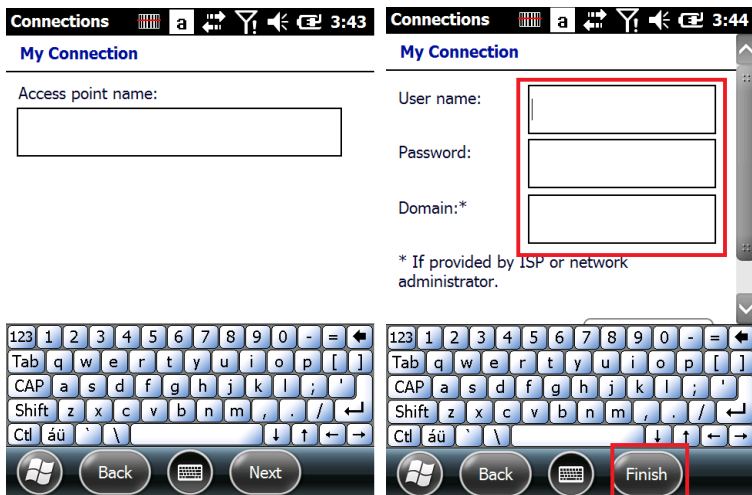 Connections a 3:43
My Connection
Access point name:
123 1 2 3 4 5 6 7 8 9 0 - =
Tab q w e r t y u i o p [ ]
CAP a s d f g h j k l ; '
Shift z x c v b n m , . /
Ctl áü ` \
Back Next
Connections a 3:44
My Connection
User name:
Password:
Domain:*
* If provided by ISP or network
administrator.
123 1 2 3 4 5 6 7 8 9 0 - =
Tab q w e r t y u i o p [ ]
CAP a s d f g h j k l ; '
Shift z x c v b n m , . /
Ctl áü ` \
Back Finish